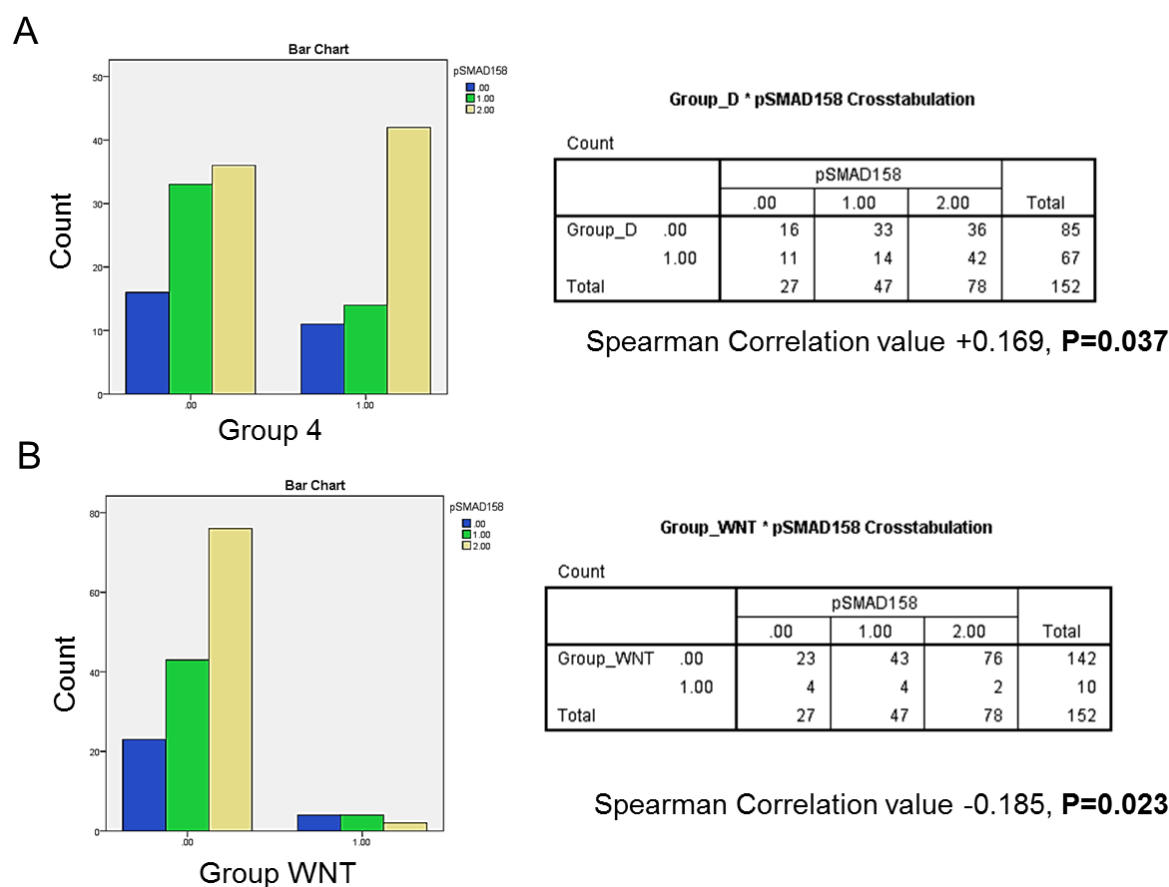 A
Bar Chart
pSMAD158
.00
1.00
2.00
50
40
30
20
10
0
Count
.00 1.00
Group 4
Group_D * pSMAD158 Crosstabulation
Count
pSMAD158
.00 1.00 2.00 Total
Group_D .00 16 33 36 85
1.00 11 14 42 67
Total 27 47 78 152
Spearman Correlation value +0.169, P=0.037
B
Bar Chart
pSMAD158
.00
1.00
2.00
80
60
40
20
0
Count
.00 1.00
Group WNT
Group_WNT * pSMAD158 Crosstabulation
Count
pSMAD158
.00 1.00 2.00 Total
Group_WNT .00 23 43 76 142
1.00 4 4 2 10
Total 27 47 78 152
Spearman Correlation value -0.185, P=0.023